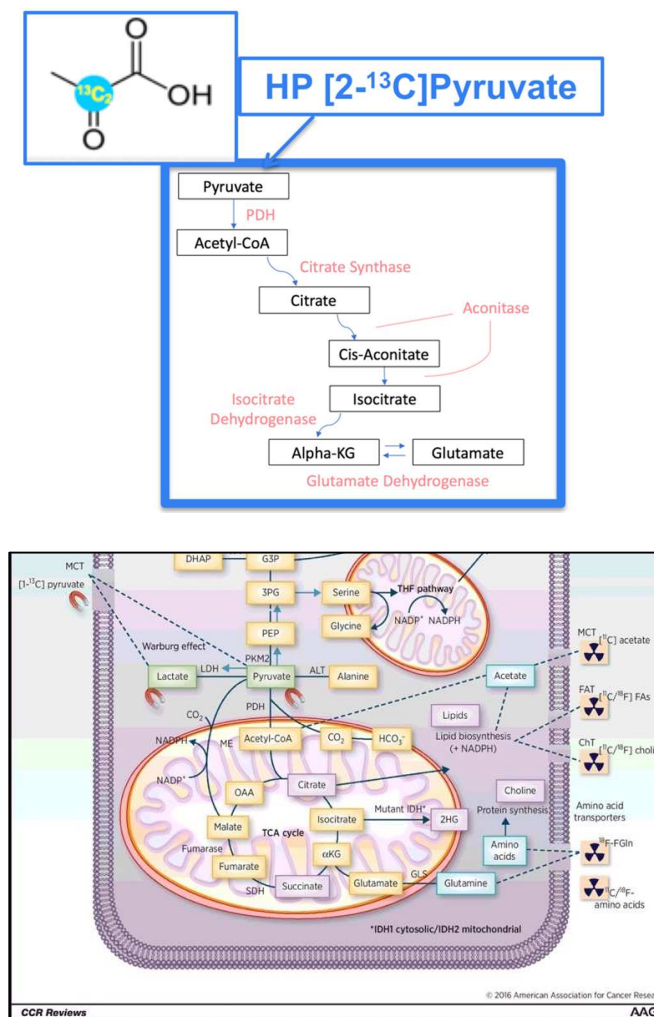 O
OH
¹³C₂
O
HP [2-¹³C]Pyruvate
Pyruvate
PDH
Acetyl-CoA
Citrate Synthase
Citrate
Aconitase
Cis-Aconitate
Isocitrate
Dehydrogenase
Isocitrate
Alpha-KG
Glutamate
Glutamate Dehydrogenase
MCT
[1-¹³C] pyruvate
DHAP
G3P
3PG
Serine
THF pathway
NADP⁺
NADPH
Glycine
PEP
Warburg effect
PKM2
Lactate
LDH
Pyruvate
ALT
Alanine
MCT
[¹¹C] acetate
Acetate
PDH
CO₂
NADPH
ME
Acetyl-CoA
CO₂
HCO₃⁻
Lipids
Lipid biosynthesis
(+ NADPH)
FAT
[¹¹C/¹⁸F] FAs
ChT
[¹¹C/¹⁸F] choli
NADP⁺
OAA
Citrate
Choline
Malate
TCA cycle
Isocitrate
Mutant IDH*
2HG
Protein synthesis
Amino acid
transporters
Fumarase
Fumarate
αKG
Amino
acids
¹⁸F-FGln
SDH
Succinate
Glutamate
GLS
Glutamine
¹¹C/¹⁸F-
amino acids
*IDH1 cytosolic/IDH2 mitochondrial
© 2016 American Association for Cancer Resea
CCR Reviews